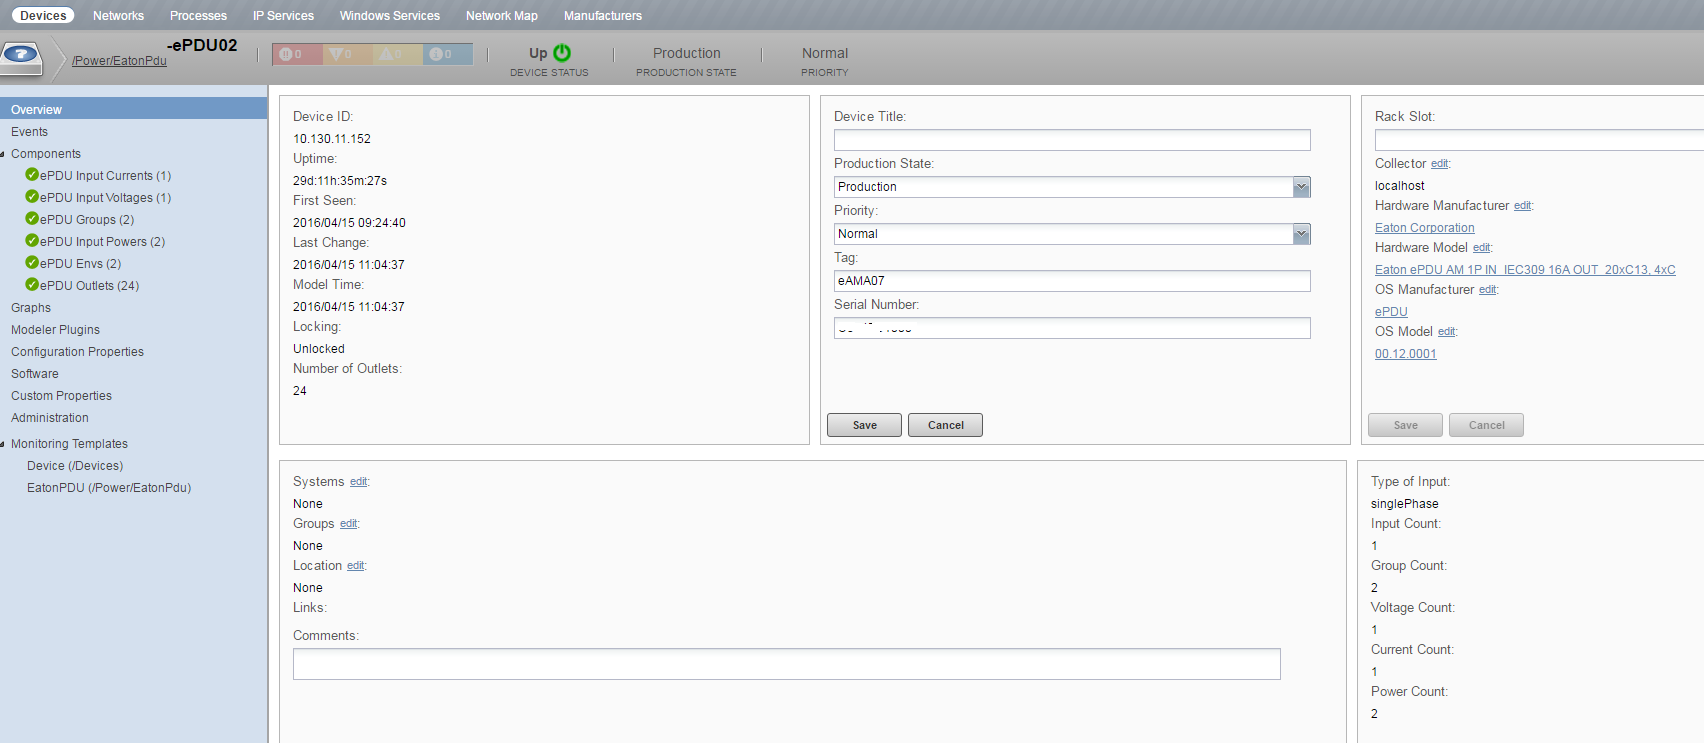 Devices Networks Processes IP Services Windows Services Network Map Manufacturers
-ePDU02
/Power/EatonPdu
0 0 0 0
Up
DEVICE STATUS
Production
PRODUCTION STATE
Normal
PRIORITY
Overview
Events
Components
ePDU Input Currents (1)
ePDU Input Voltages (1)
ePDU Groups (2)
ePDU Input Powers (2)
ePDU Envs (2)
ePDU Outlets (24)
Graphs
Modeler Plugins
Configuration Properties
Software
Custom Properties
Administration
Monitoring Templates
Device (/Devices)
EatonPDU (/Power/EatonPdu)
Device ID:
10.130.11.152
Uptime:
29d:11h:35m:27s
First Seen:
2016/04/15 09:24:40
Last Change:
2016/04/15 11:04:37
Model Time:
2016/04/15 11:04:37
Locking:
Unlocked
Number of Outlets:
24
Device Title:
Production State:
Production
Priority:
Normal
Tag:
eAMA07
Serial Number:
Save Cancel
Rack Slot:
Collector edit:
localhost
Hardware Manufacturer edit:
Eaton Corporation
Hardware Model edit:
Eaton ePDU AM 1P IN_IEC309 16A OUT_20xC13, 4xC
OS Manufacturer edit:
ePDU
OS Model edit:
00.12.0001
Save Cancel
Systems edit:
None
Groups edit:
None
Location edit:
None
Links:
Comments:
Type of Input:
singlePhase
Input Count:
1
Group Count:
2
Voltage Count:
1
Current Count:
1
Power Count:
2